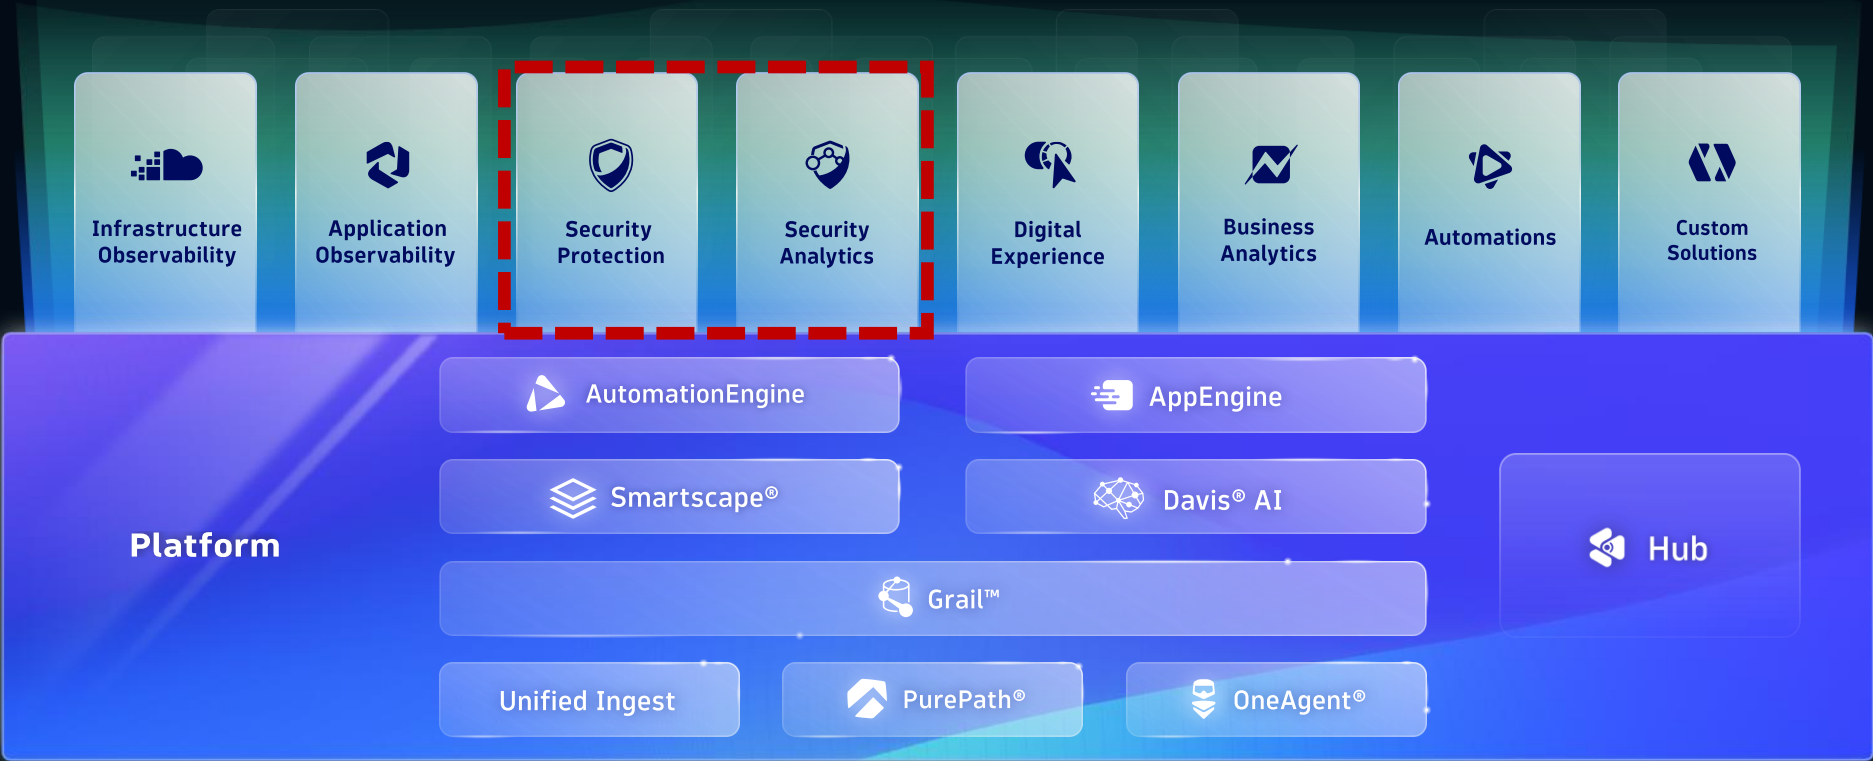 Infrastructure
Observability
Application
Observability
Security
Protection
Security
Analytics
Digital
Experience
Business
Analytics
Automations
Custom
Solutions
Platform
AutomationEngine
AppEngine
Smartscape®
Davis® AI
Grail™
Unified Ingest
PurePath®
OneAgent®
Hub